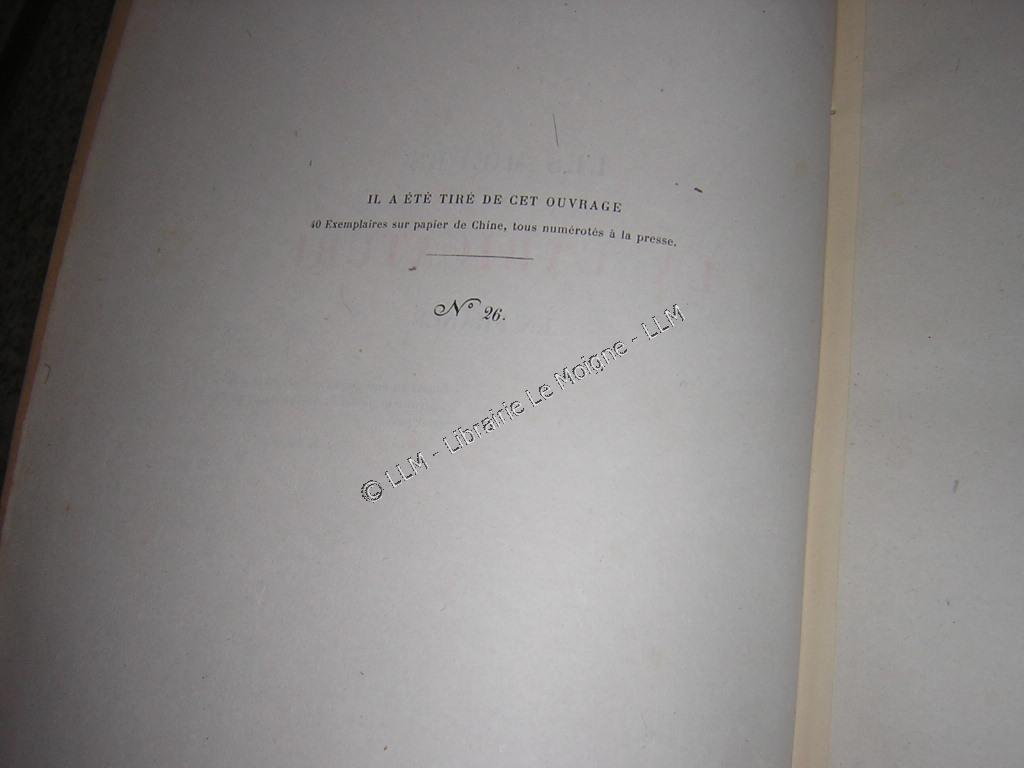 IL A ÉTÉ TIRÉ DE CET OUVRAGE
40 Exemplaires sur papier de Chine, tous numérotés à la presse.
Nº 26.
© LLM - Librairie Le Moigne - LLM